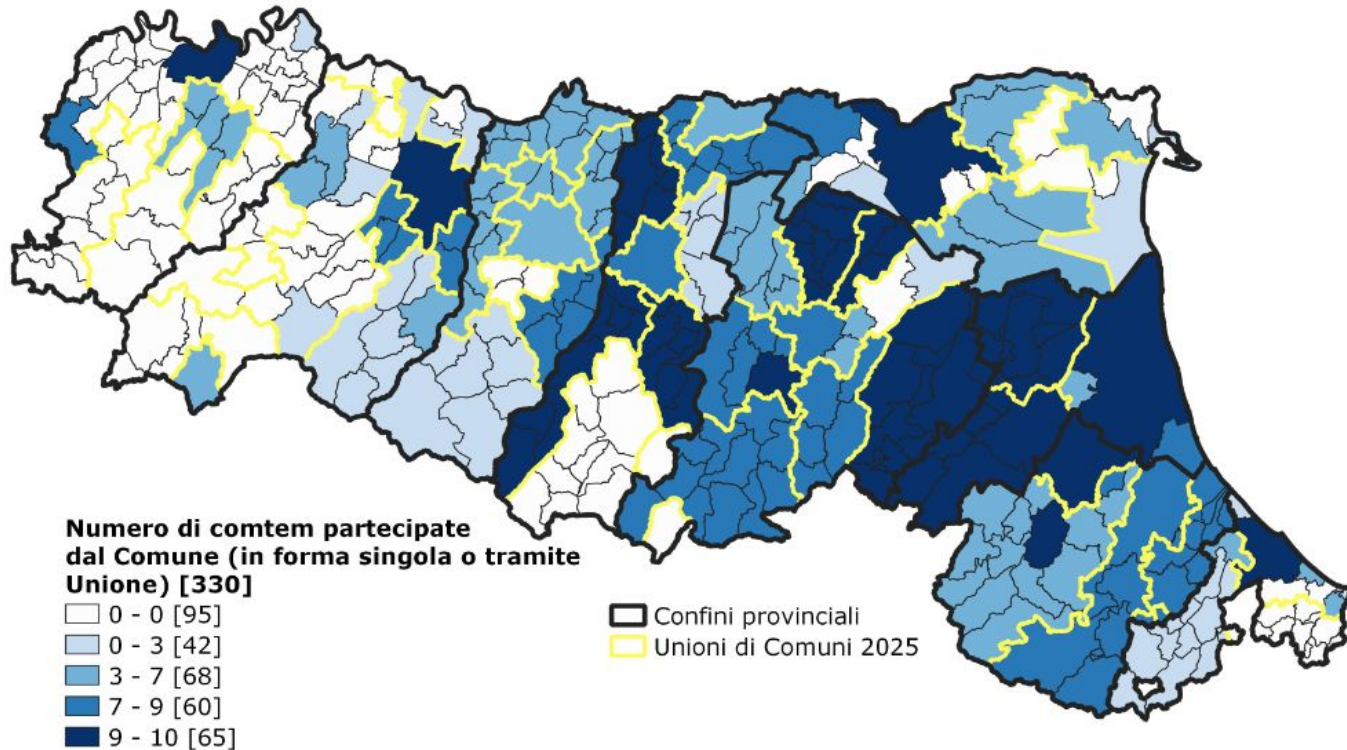 Numero di comtem partecipate
dal Comune (in forma singola o tramite
Unione) [330]
0 - 0 [95]
0 - 3 [42]
3 - 7 [68]
7 - 9 [60]
9 - 10 [65]
Confini provinciali
Unioni di Comuni 2025